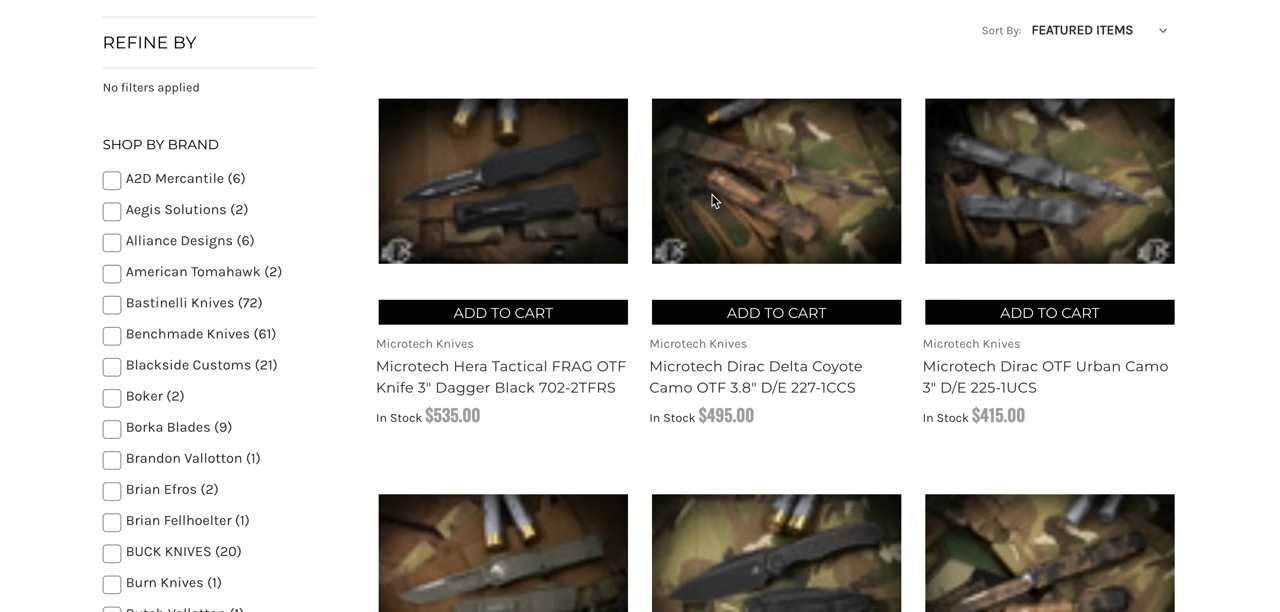 REFINE BY
No filters applied
SHOP BY BRAND
A2D Mercantile (6)
Aegis Solutions (2)
Alliance Designs (6)
American Tomahawk (2)
Bastinelli Knives (72)
Benchmade Knives (61)
Blackside Customs (21)
Boker (2)
Borka Blades (9)
Brandon Vallotton (1)
Brian Efros (2)
Brian Fellhoelter (1)
BUCK KNIVES (20)
Burn Knives (1)
Sort By: FEATURED ITEMS
ADD TO CART
Microtech Knives
Microtech Hera Tactical FRAG OTF
Knife 3" Dagger Black 702-2TFRS
In Stock $535.00
ADD TO CART
Microtech Knives
Microtech Dirac Delta Coyote
Camo OTF 3.8" D/E 227-1CCS
In Stock $495.00
ADD TO CART
Microtech Knives
Microtech Dirac OTF Urban Camo
3" D/E 225-1UCS
In Stock $415.00